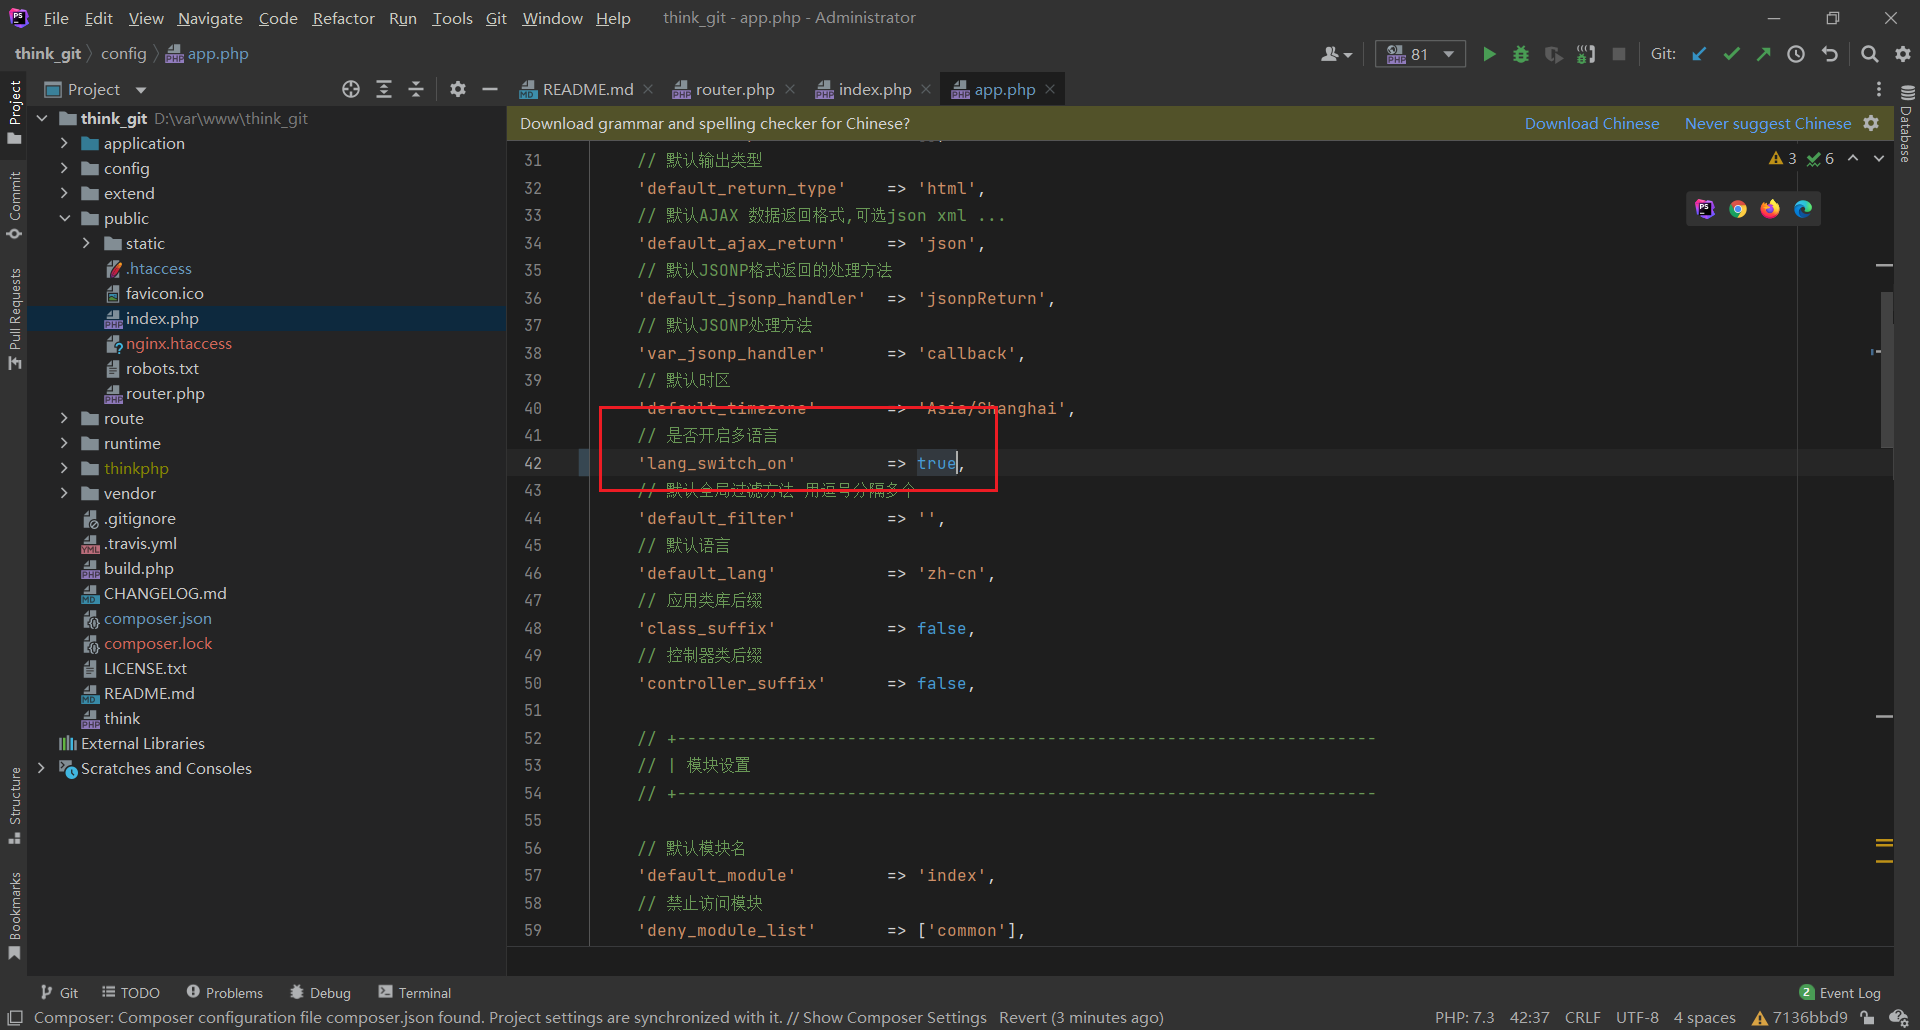 File Edit View Navigate Code Refactor Run Tools Git Window Help think_git - app.php - Administrator
think_git config app.php
81 Git:
Project
README.md router.php index.php app.php
Download grammar and spelling checker for Chinese? Download Chinese Never suggest Chinese
3 6
Project
Commit
Pull Requests
Structure
Bookmarks
Database
think_git D:\var\www\think_git
application
config
extend
public
static
.htaccess
favicon.ico
index.php
nginx.htaccess
robots.txt
router.php
route
runtime
thinkphp
vendor
.gitignore
.travis.yml
build.php
CHANGELOG.md
composer.json
composer.lock
LICENSE.txt
README.md
think
External Libraries
Scratches and Consoles
31 // 默认输出类型
32 'default_return_type' => 'html',
33 // 默认AJAX 数据返回格式,可选json xml ...
34 'default_ajax_return' => 'json',
35 // 默认JSONP格式返回的处理方法
36 'default_jsonp_handler' => 'jsonpReturn',
37 // 默认JSONP处理方法
38 'var_jsonp_handler' => 'callback',
39 // 默认时区
40 'default_timezone' => 'Asia/Shanghai',
41 // 是否开启多语言
42 'lang_switch_on' => true,
43 // 默认全局过滤方法 用逗号分隔多个
44 'default_filter' => '',
45 // 默认语言
46 'default_lang' => 'zh-cn',
47 // 应用类库后缀
48 'class_suffix' => false,
49 // 控制器类后缀
50 'controller_suffix' => false,
51
52 // +----------------------------------------------------------------------
53 // | 模块设置
54 // +----------------------------------------------------------------------
55
56 // 默认模块名
57 'default_module' => 'index',
58 // 禁止访问模块
59 'deny_module_list' => ['common'],
Git TODO Problems Debug Terminal 2 Event Log
Composer: Composer configuration file composer.json found. Project settings are synchronized with it. // Show Composer Settings Revert (3 minutes ago) PHP: 7.3 42:37 CRLF UTF-8 4 spaces 7136bbd9